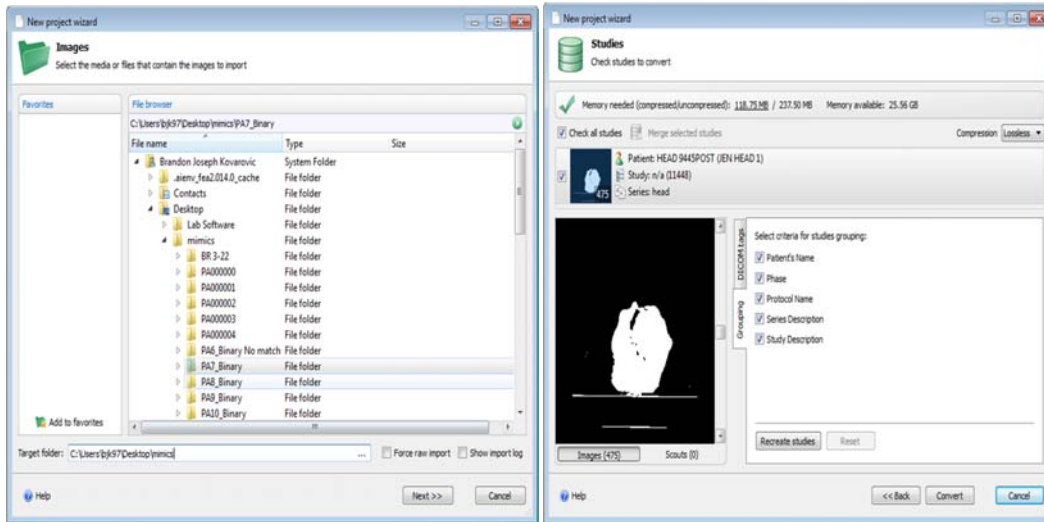 New project wizard
Images
Select the media or files that contain the images to import
Favorites
File browser
C:\Users\bjk97\Desktop\mimics\PA7_Binary
File name Type Size
Brandon Joseph Kovarovic System Folder
.aienv_fea2.014.0_cache File folder
Contacts File folder
Desktop File folder
Lab Software File folder
mimics File folder
BR 3-22 File folder
PA000000 File folder
PA000001 File folder
PA000002 File folder
PA000003 File folder
PA000004 File folder
PA6_Binary No match File folder
PA7_Binary File folder
PA8_Binary File folder
PA9_Binary File folder
PA10_Binary File folder
Add to favorites
Target folder: C:\Users\bjk97\Desktop\mimics ... Force raw import Show import log
Help Next >> Cancel
New project wizard
Studies
Check studies to convert
Memory needed (compressed/uncompressed): 118.75 MB / 237.50 MB Memory available: 25.56 GB
Check all studies Merge selected studies Compression Lossless
Patient: HEAD 9445POST (JEN HEAD 1)
Study: n/a (11448)
475 Series: head
DICOM tags
Grouping
Select criteria for studies grouping:
Patient's Name
Phase
Protocol Name
Series Description
Study Description
Recreate studies Reset
Images (475) Scouts (0)
Help << Back Convert Cancel